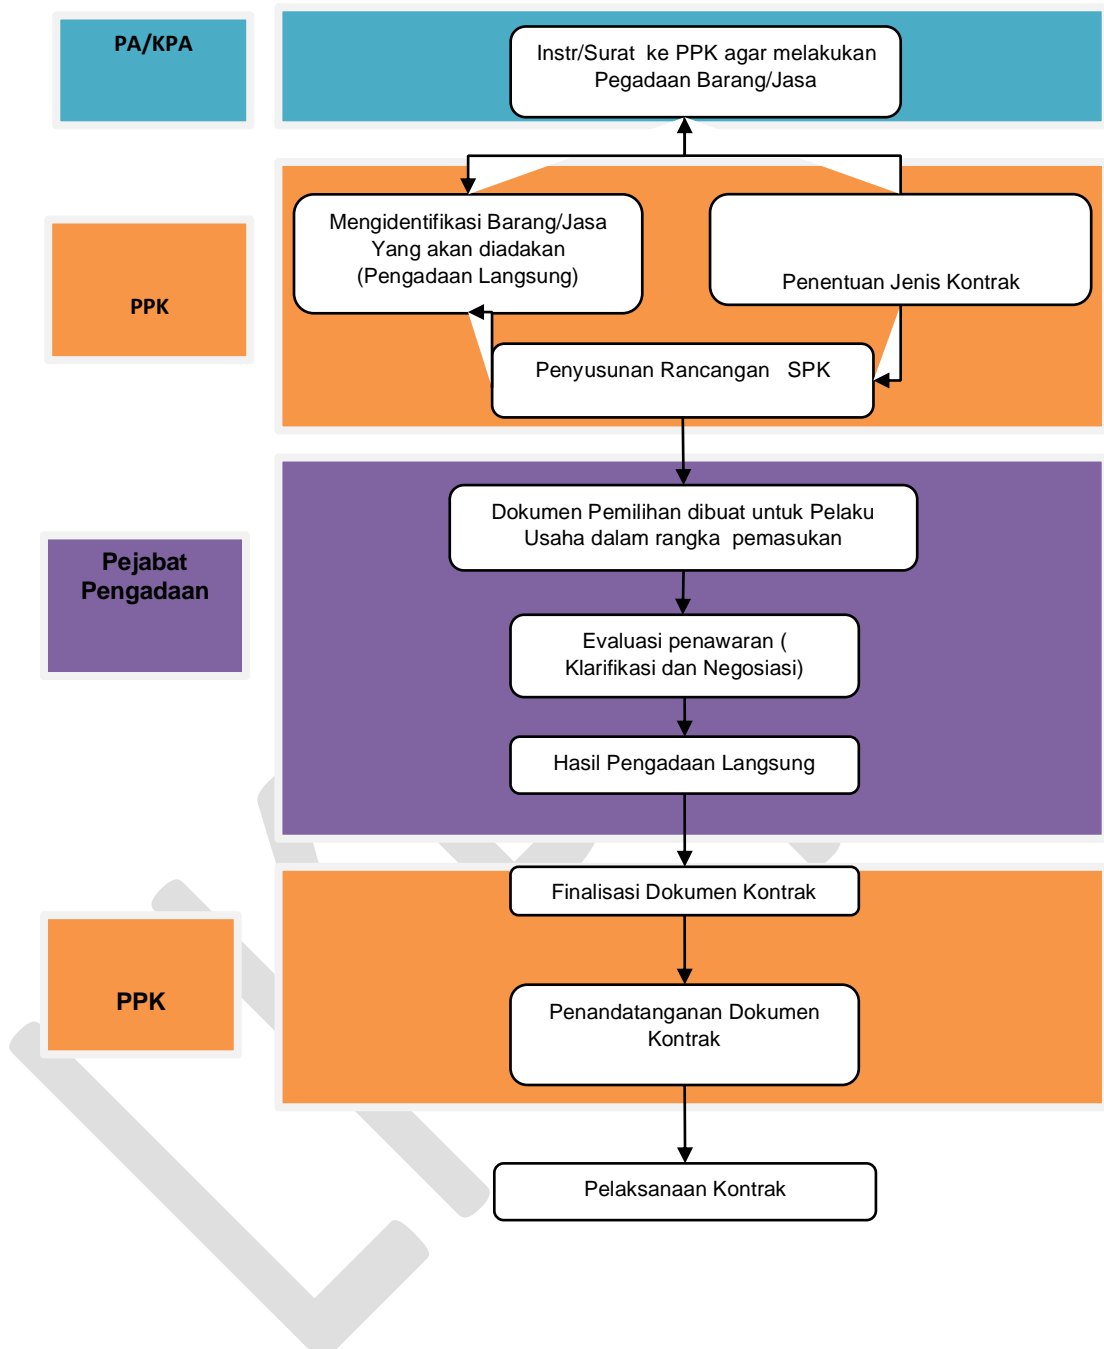 PA/KPA
Instr/Surat ke PPK agar melakukan
Pegadaan Barang/Jasa
PPK
Mengidentifikasi Barang/Jasa
Yang akan diadakan
(Pengadaan Langsung)
Penentuan Jenis Kontrak
Penyusunan Rancangan SPK
Pejabat
Pengadaan
Dokumen Pemilihan dibuat untuk Pelaku
Usaha dalam rangka pemasukan
Evaluasi penawaran (
Klarifikasi dan Negosiasi)
Hasil Pengadaan Langsung
PPK
Finalisasi Dokumen Kontrak
Penandatanganan Dokumen
Kontrak
Pelaksanaan Kontrak